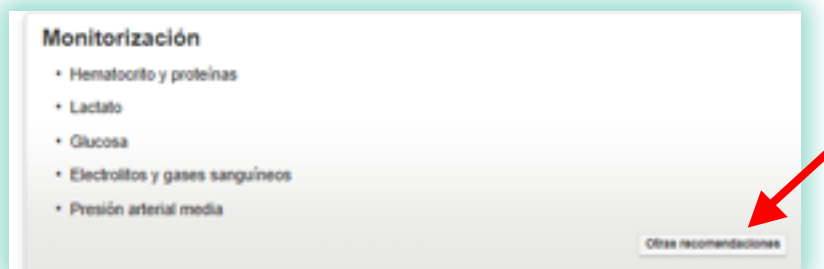 Monitorización
• Hematocrito y proteínas
• Lactato
• Glucosa
• Electrolitos y gases sanguíneos
• Presión arterial media
Otras recomendaciones